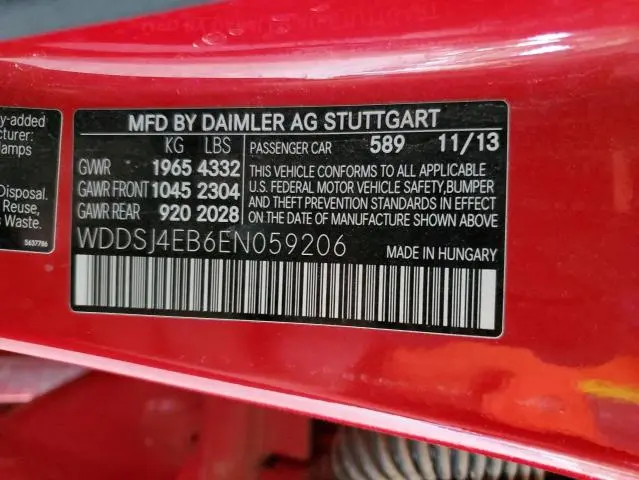 y-added
cturer:
amps
Disposal.
Reuse,
s Waste.
5637786
MFD BY DAIMLER AG STUTTGART
KG LBS
GVWR 1965 4332
GAWR FRONT 1045 2304
GAWR REAR 920 2028
PASSENGER CAR 589 11/13
THIS VEHICLE CONFORMS TO ALL APPLICABLE
U.S. FEDERAL MOTOR VEHICLE SAFETY,BUMPER
AND THEFT PREVENTION STANDARDS IN EFFECT
ON THE DATE OF MANUFACTURE SHOWN ABOVE
WDDSJ4EB6EN059206
MADE IN HUNGARY